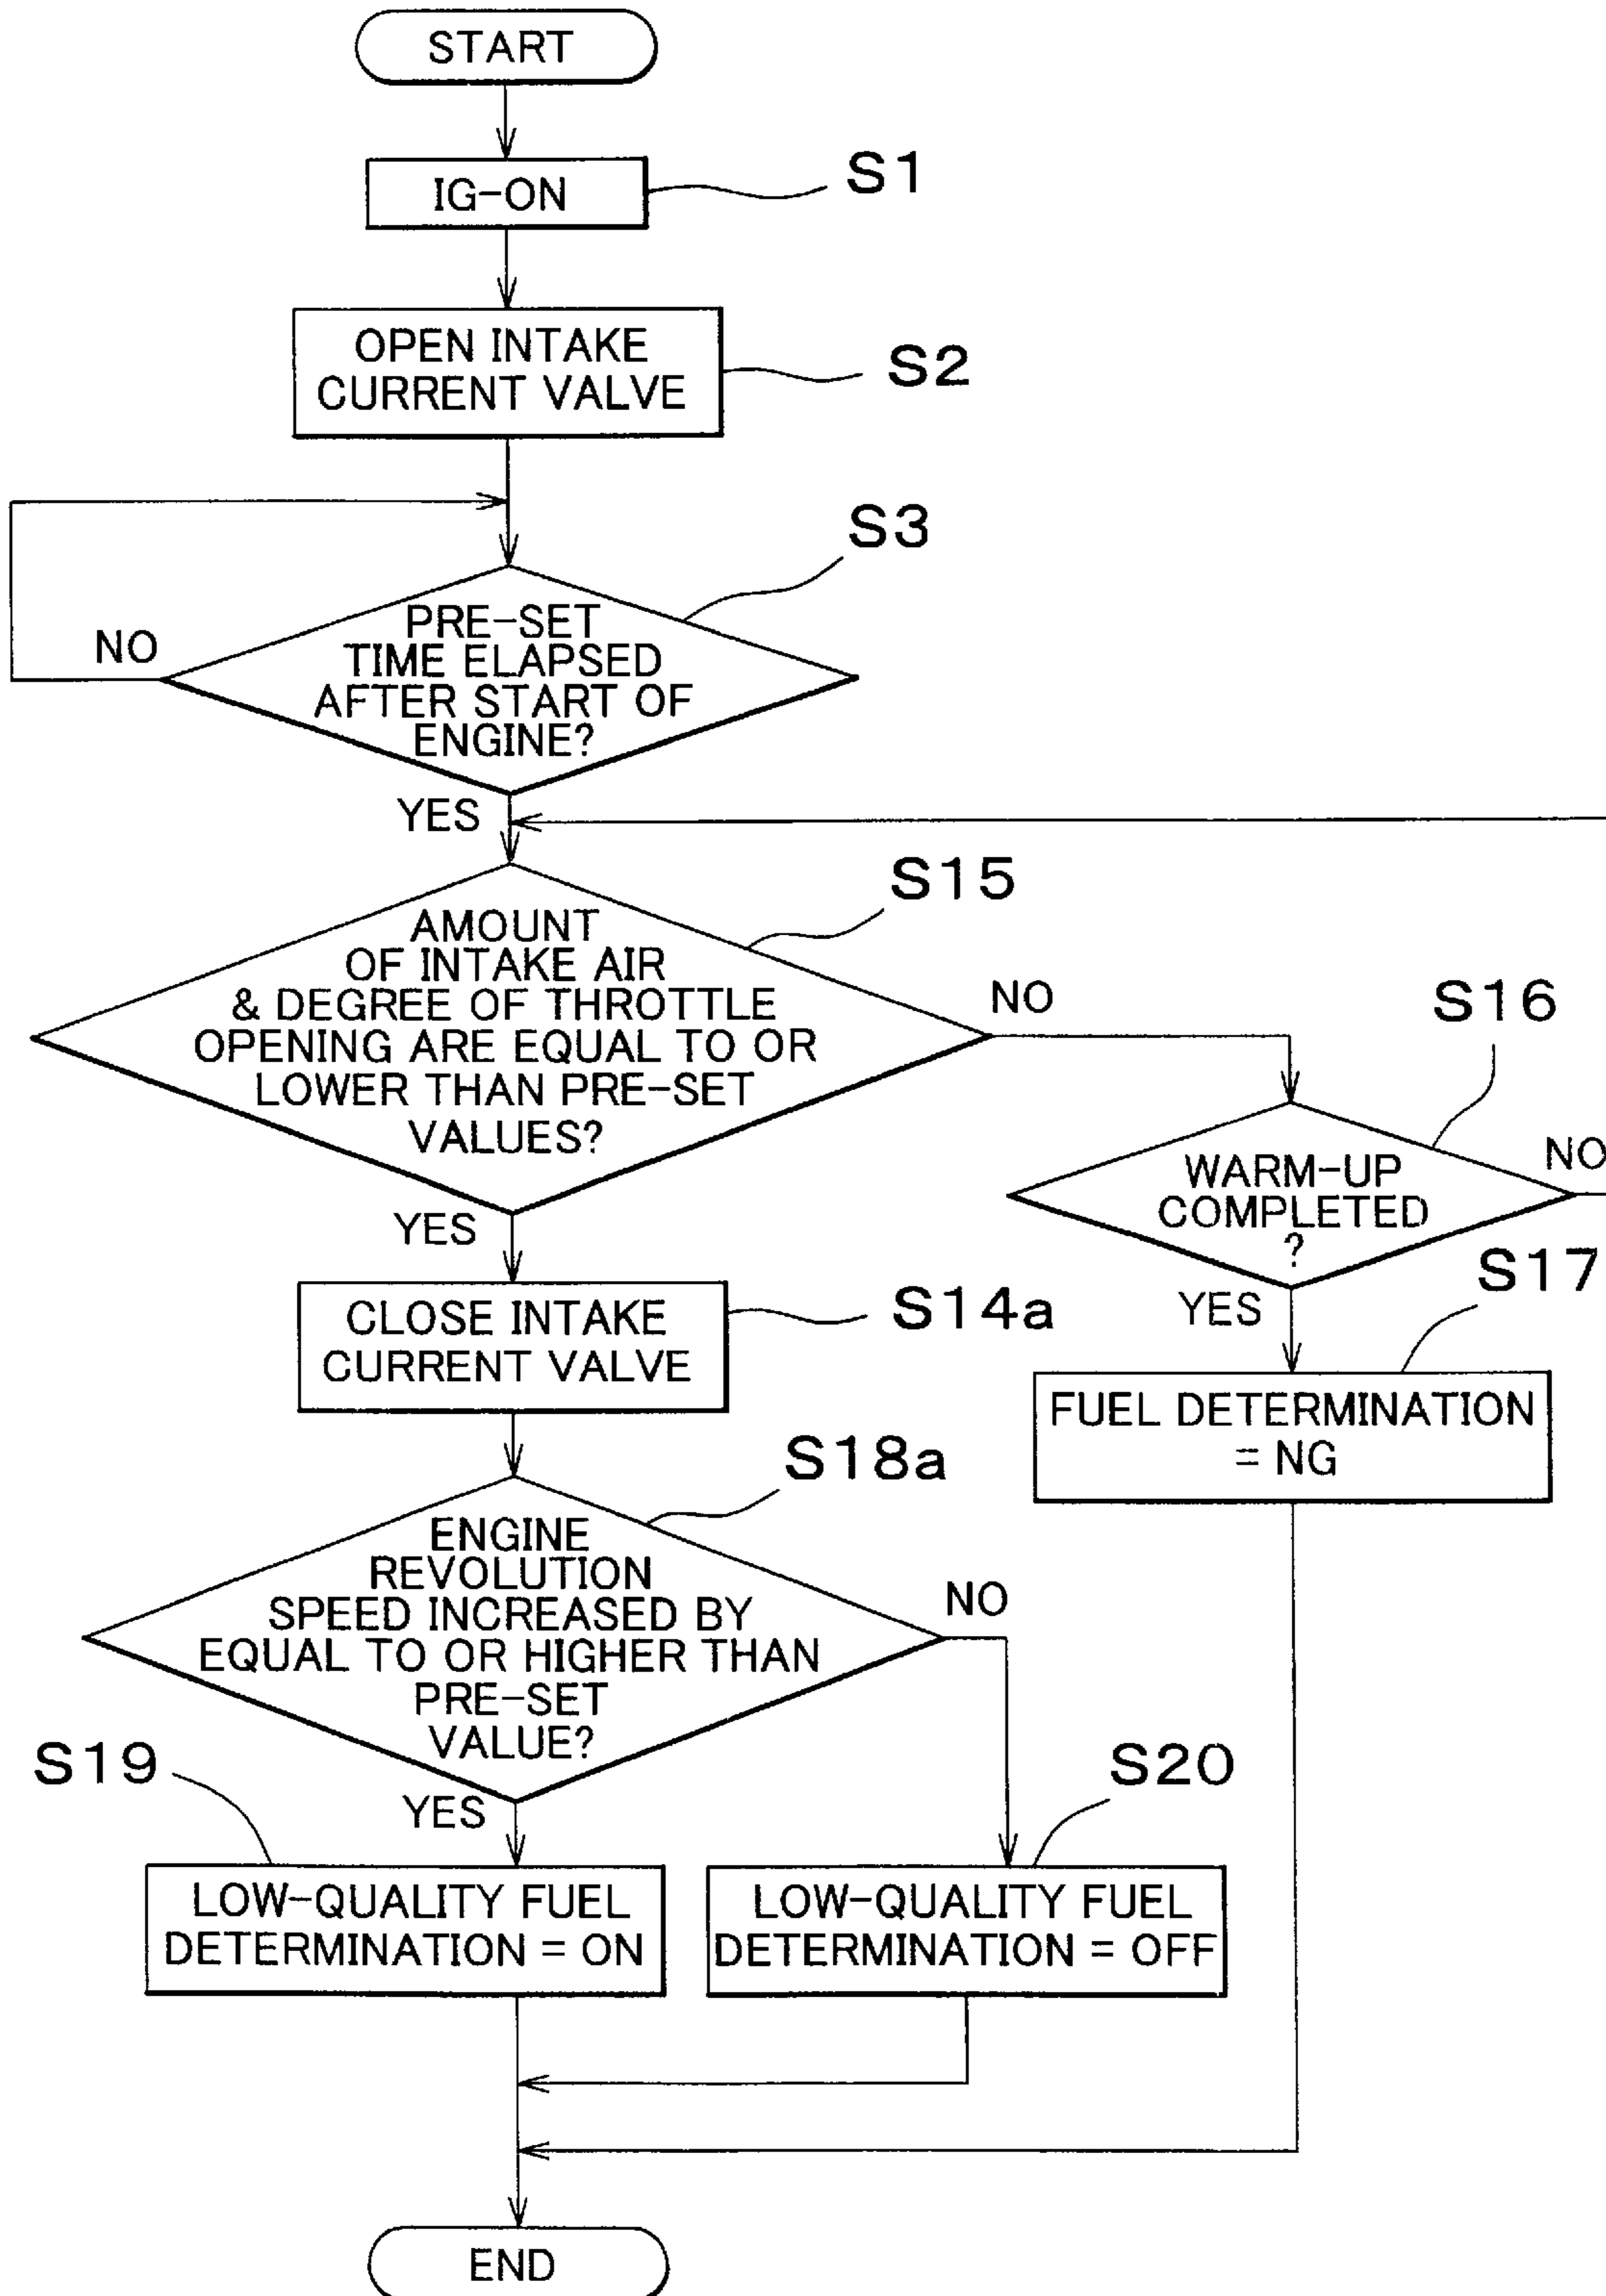 START
IG-ON
S1
OPEN INTAKE
CURRENT VALVE
S2
S3
PRE-SET
TIME ELAPSED
AFTER START OF
ENGINE?
NO
YES
S15
AMOUNT
OF INTAKE AIR
& DEGREE OF THROTTLE
OPENING ARE EQUAL TO OR
LOWER THAN PRE-SET
VALUES?
NO
S16
WARM-UP
COMPLETED
?
NO
YES
YES
S17
CLOSE INTAKE
CURRENT VALVE
S14a
FUEL DETERMINATION
= NG
S18a
ENGINE
REVOLUTION
SPEED INCREASED BY
EQUAL TO OR HIGHER THAN
PRE-SET
VALUE?
NO
S19
YES
S20
LOW-QUALITY FUEL
DETERMINATION = ON
LOW-QUALITY FUEL
DETERMINATION = OFF
END